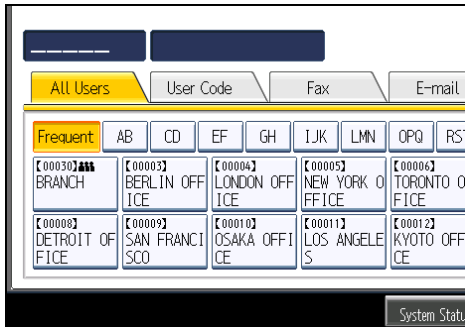 _____
All Users User Code Fax E-mail
Frequent AB CD EF GH IJK LMN OPQ RS
【00030】 【00003】 【00004】 【00005】 【00006】
BRANCH BERLIN OFF LONDON OFF NEW YORK O TORONTO O
ICE ICE FFICE FICE
【00008】 【00009】 【00010】 【00011】 【00012】
DETROIT OF SAN FRANCI OSAKA OFFI LOS ANGELE KYOTO OFF
FICE SCO CE S CE
System Statu